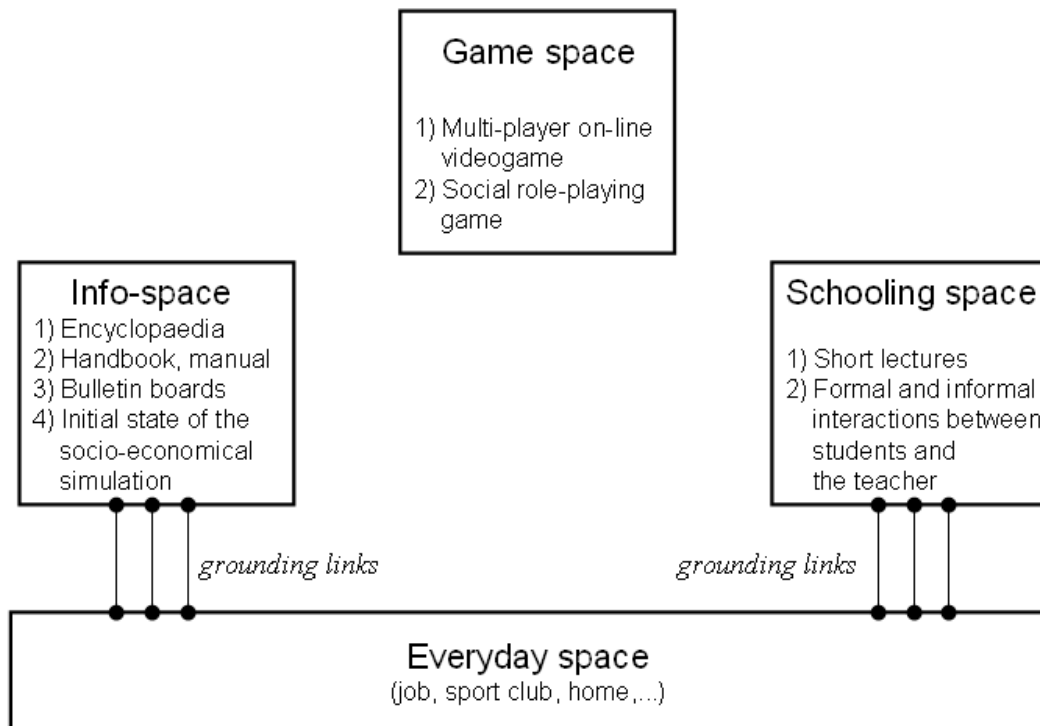 Game space
1) Multi-player on-line
videogame
2) Social role-playing
game
Info-space
1) Encyclopaedia
2) Handbook, manual
3) Bulletin boards
4) Initial state of the
socio-economical
simulation
Schooling space
1) Short lectures
2) Formal and informal
interactions between
students and
the teacher
grounding links
grounding links
Everyday space
(job, sport club, home,...)